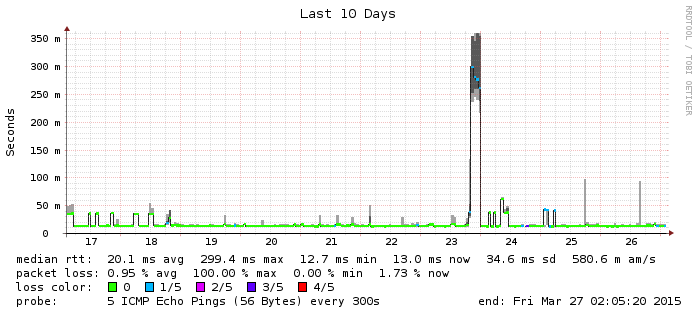 Last 10 Days
RRDTOOL / TOBI OETIKER
Seconds
350 m
300 m
250 m
200 m
150 m
100 m
50 m
0
17 18 19 20 21 22 23 24 25 26
median rtt: 20.1 ms avg 299.4 ms max 12.7 ms min 13.0 ms now 34.6 ms sd 580.6 m am/s
packet loss: 0.95 % avg 100.00 % max 0.00 % min 1.73 % now
loss color: 0 1/5 2/5 3/5 4/5
probe: 5 ICMP Echo Pings (56 Bytes) every 300s end: Fri Mar 27 02:05:20 2015